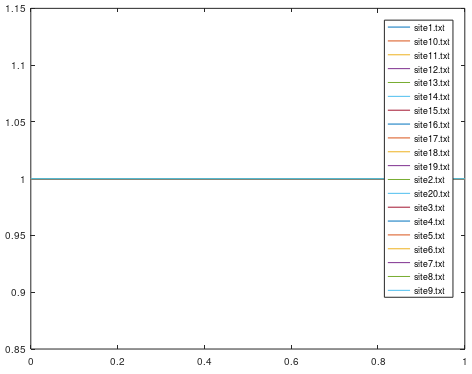 1.15
1.1
1.05
1
0.95
0.9
0.85
0
0.2
0.4
0.6
0.8
1
site1.txt
site10.txt
site11.txt
site12.txt
site13.txt
site14.txt
site15.txt
site16.txt
site17.txt
site18.txt
site19.txt
site2.txt
site20.txt
site3.txt
site4.txt
site5.txt
site6.txt
site7.txt
site8.txt
site9.txt